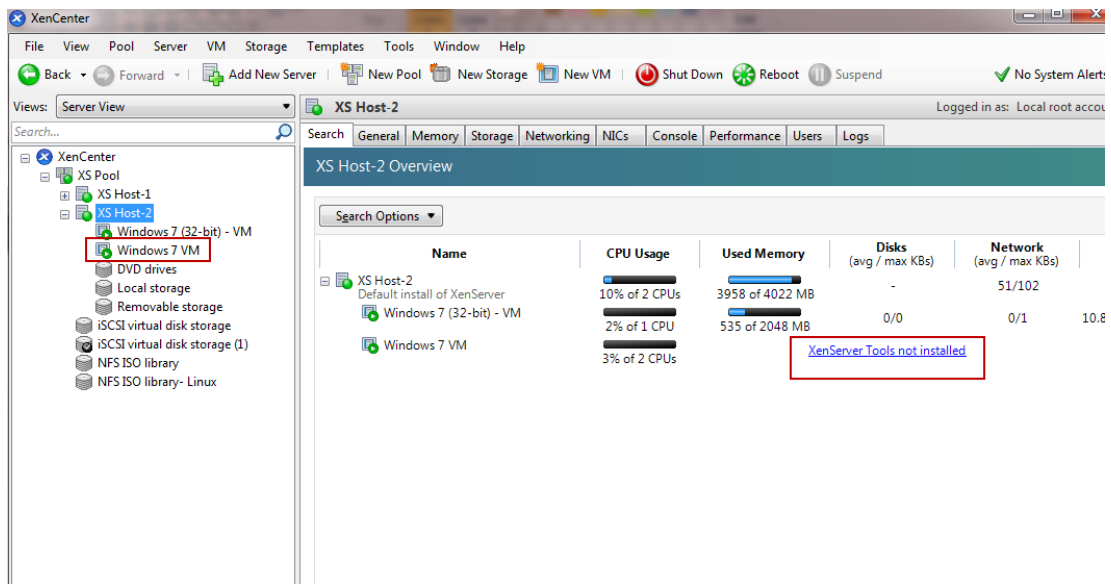 XenCenter
File View Pool Server VM Storage Templates Tools Window Help
Back Forward Add New Server New Pool New Storage New VM Shut Down Reboot Suspend No System Alerts
Views: Server View
XS Host-2 Logged in as: Local root accou
Search...
Search General Memory Storage Networking NICs Console Performance Users Logs
XenCenter
XS Pool
XS Host-1
XS Host-2
Windows 7 (32-bit) - VM
Windows 7 VM
DVD drives
Local storage
Removable storage
iSCSI virtual disk storage
iSCSI virtual disk storage (1)
NFS ISO library
NFS ISO library- Linux
XS Host-2 Overview
Search Options
Name CPU Usage Used Memory Disks Network
(avg / max KBs) (avg / max KBs)
XS Host-2 - 51/102
Default install of XenServer 10% of 2 CPUs 3958 of 4022 MB
Windows 7 (32-bit) - VM 0/0 0/1 10.8
2% of 1 CPU 535 of 2048 MB
Windows 7 VM XenServer Tools not installed
3% of 2 CPUs